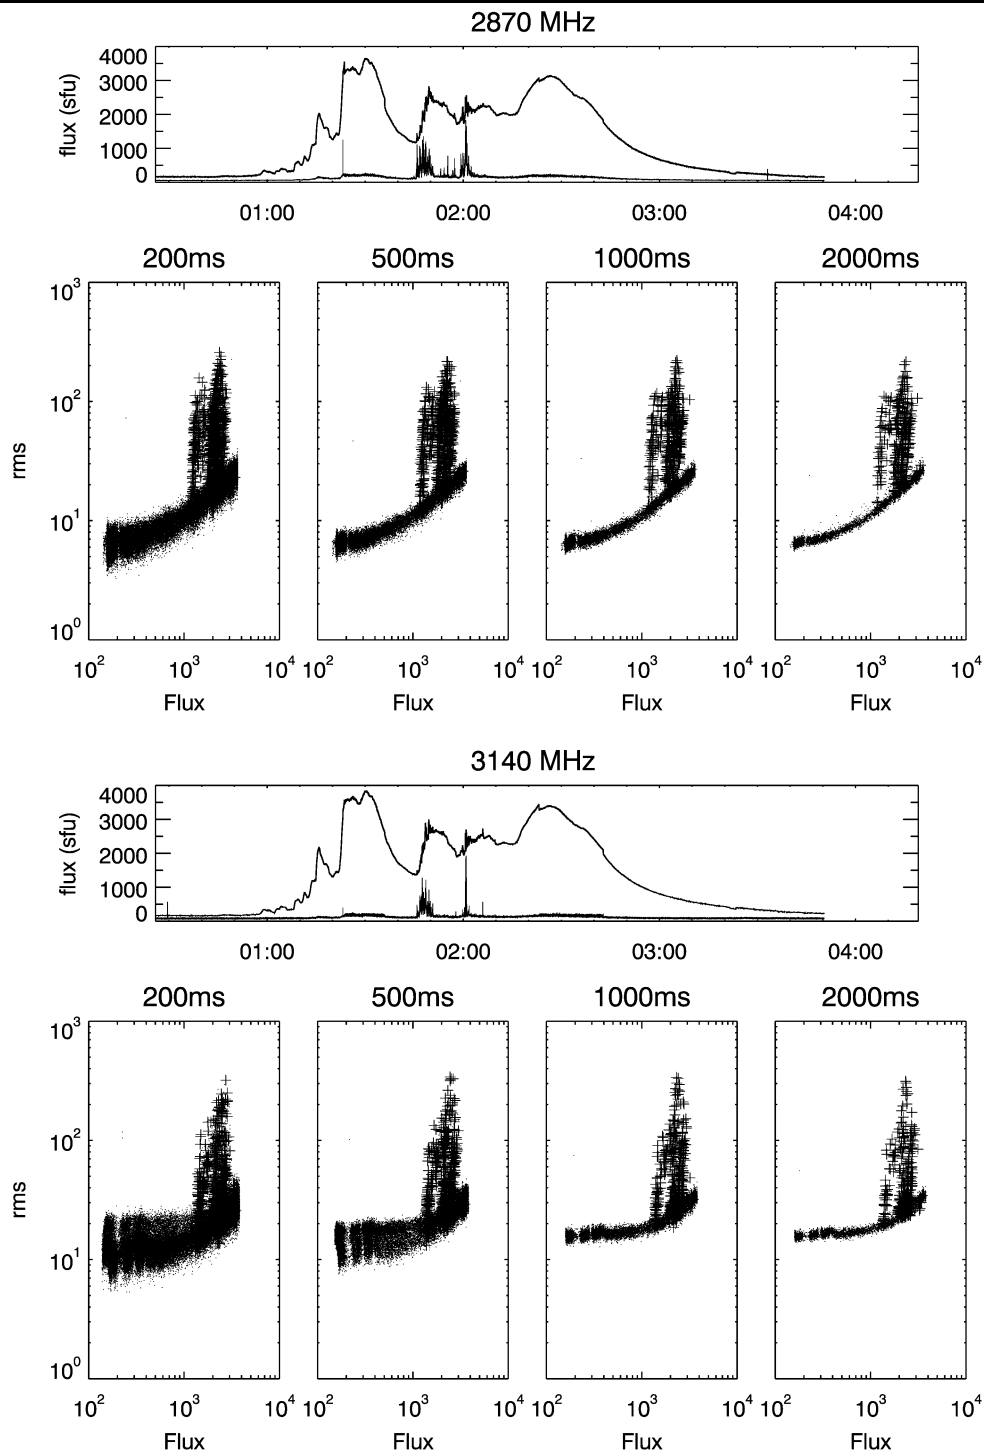 2870 MHz
4000
3000
2000
1000
0
flux (sfu)
01:00 02:00 03:00 04:00
200ms 500ms 1000ms 2000ms
10³
10²
10¹
10⁰
rms
10² 10³ 10⁴ 10² 10³ 10⁴ 10² 10³ 10⁴ 10² 10³ 10⁴
Flux Flux Flux Flux
3140 MHz
4000
3000
2000
1000
0
flux (sfu)
01:00 02:00 03:00 04:00
200ms 500ms 1000ms 2000ms
10³
10²
10¹
10⁰
rms
10² 10³ 10⁴ 10² 10³ 10⁴ 10² 10³ 10⁴ 10² 10³ 10⁴
Flux Flux Flux Flux